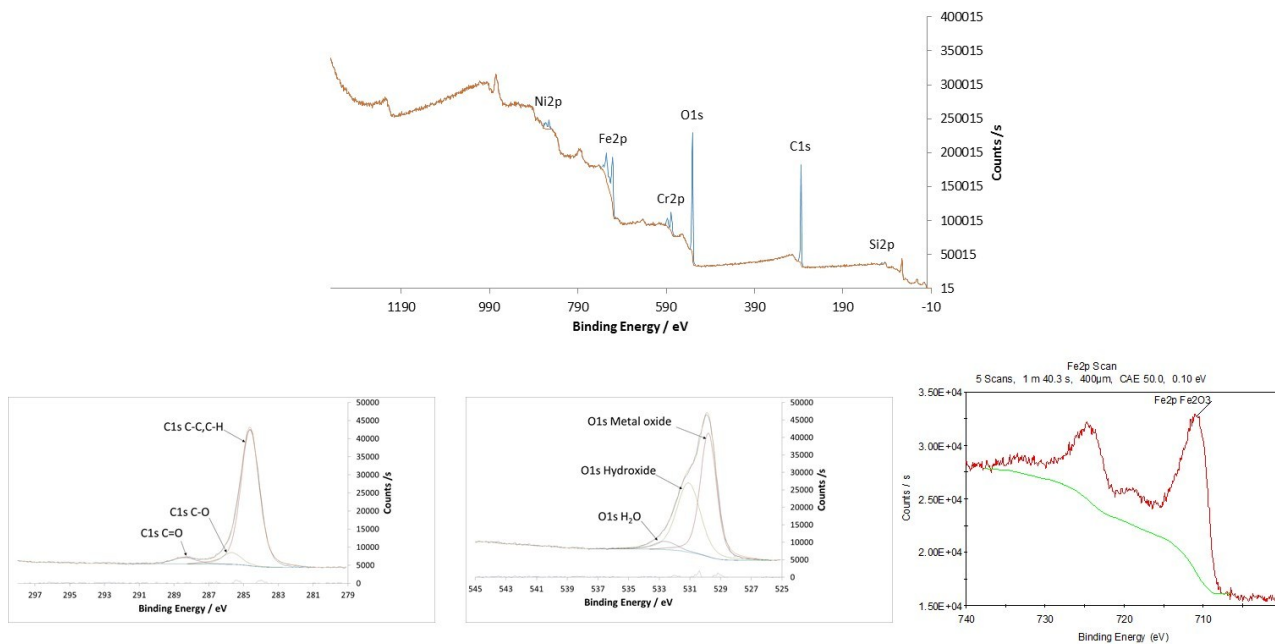 400015
350015
300015
250015
200015
150015
100015
50015
15
Counts /s
Ni2p
Fe2p
Cr2p
O1s
C1s
Si2p
1190 990 790 590 390 190 -10
Binding Energy / eV
50000
45000
40000
35000
30000
25000
20000
15000
10000
5000
0
Counts /s
C1s C-C,C-H
C1s C-O
C1s C=O
297 295 293 291 289 287 285 283 281 279
Binding Energy / eV
50000
45000
40000
35000
30000
25000
20000
15000
10000
5000
0
Counts /s
O1s Metal oxide
O1s Hydroxide
O1s H₂O
545 543 541 539 537 535 533 531 529 527 525
Binding Energy / eV
Fe2p Scan
5 Scans, 1 m 40.3 s, 400µm, CAE 50.0, 0.10 eV
Fe2p Fe2O3
3.50E+04
3.00E+04
2.50E+04
2.00E+04
1.50E+04
Counts / s
740 730 720 710
Binding Energy (eV)